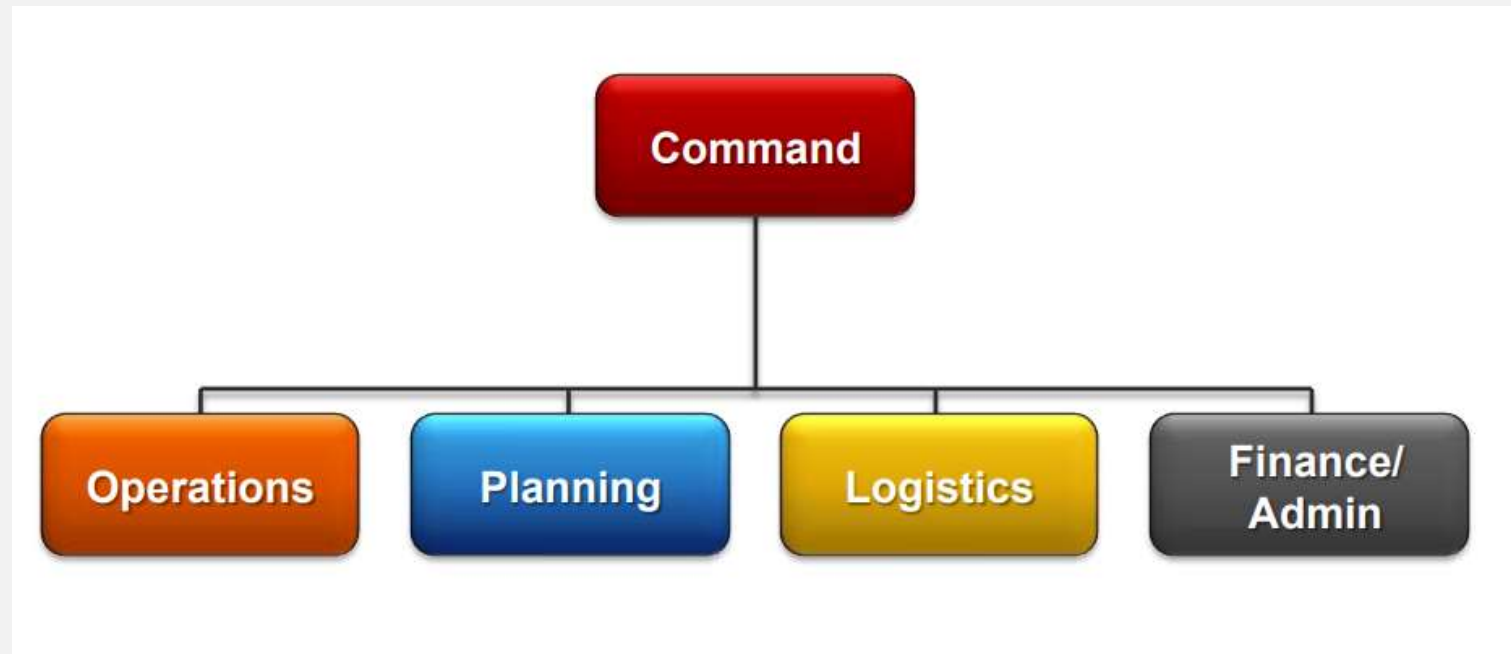 Command
Operations
Planning
Logistics
Finance/
Admin